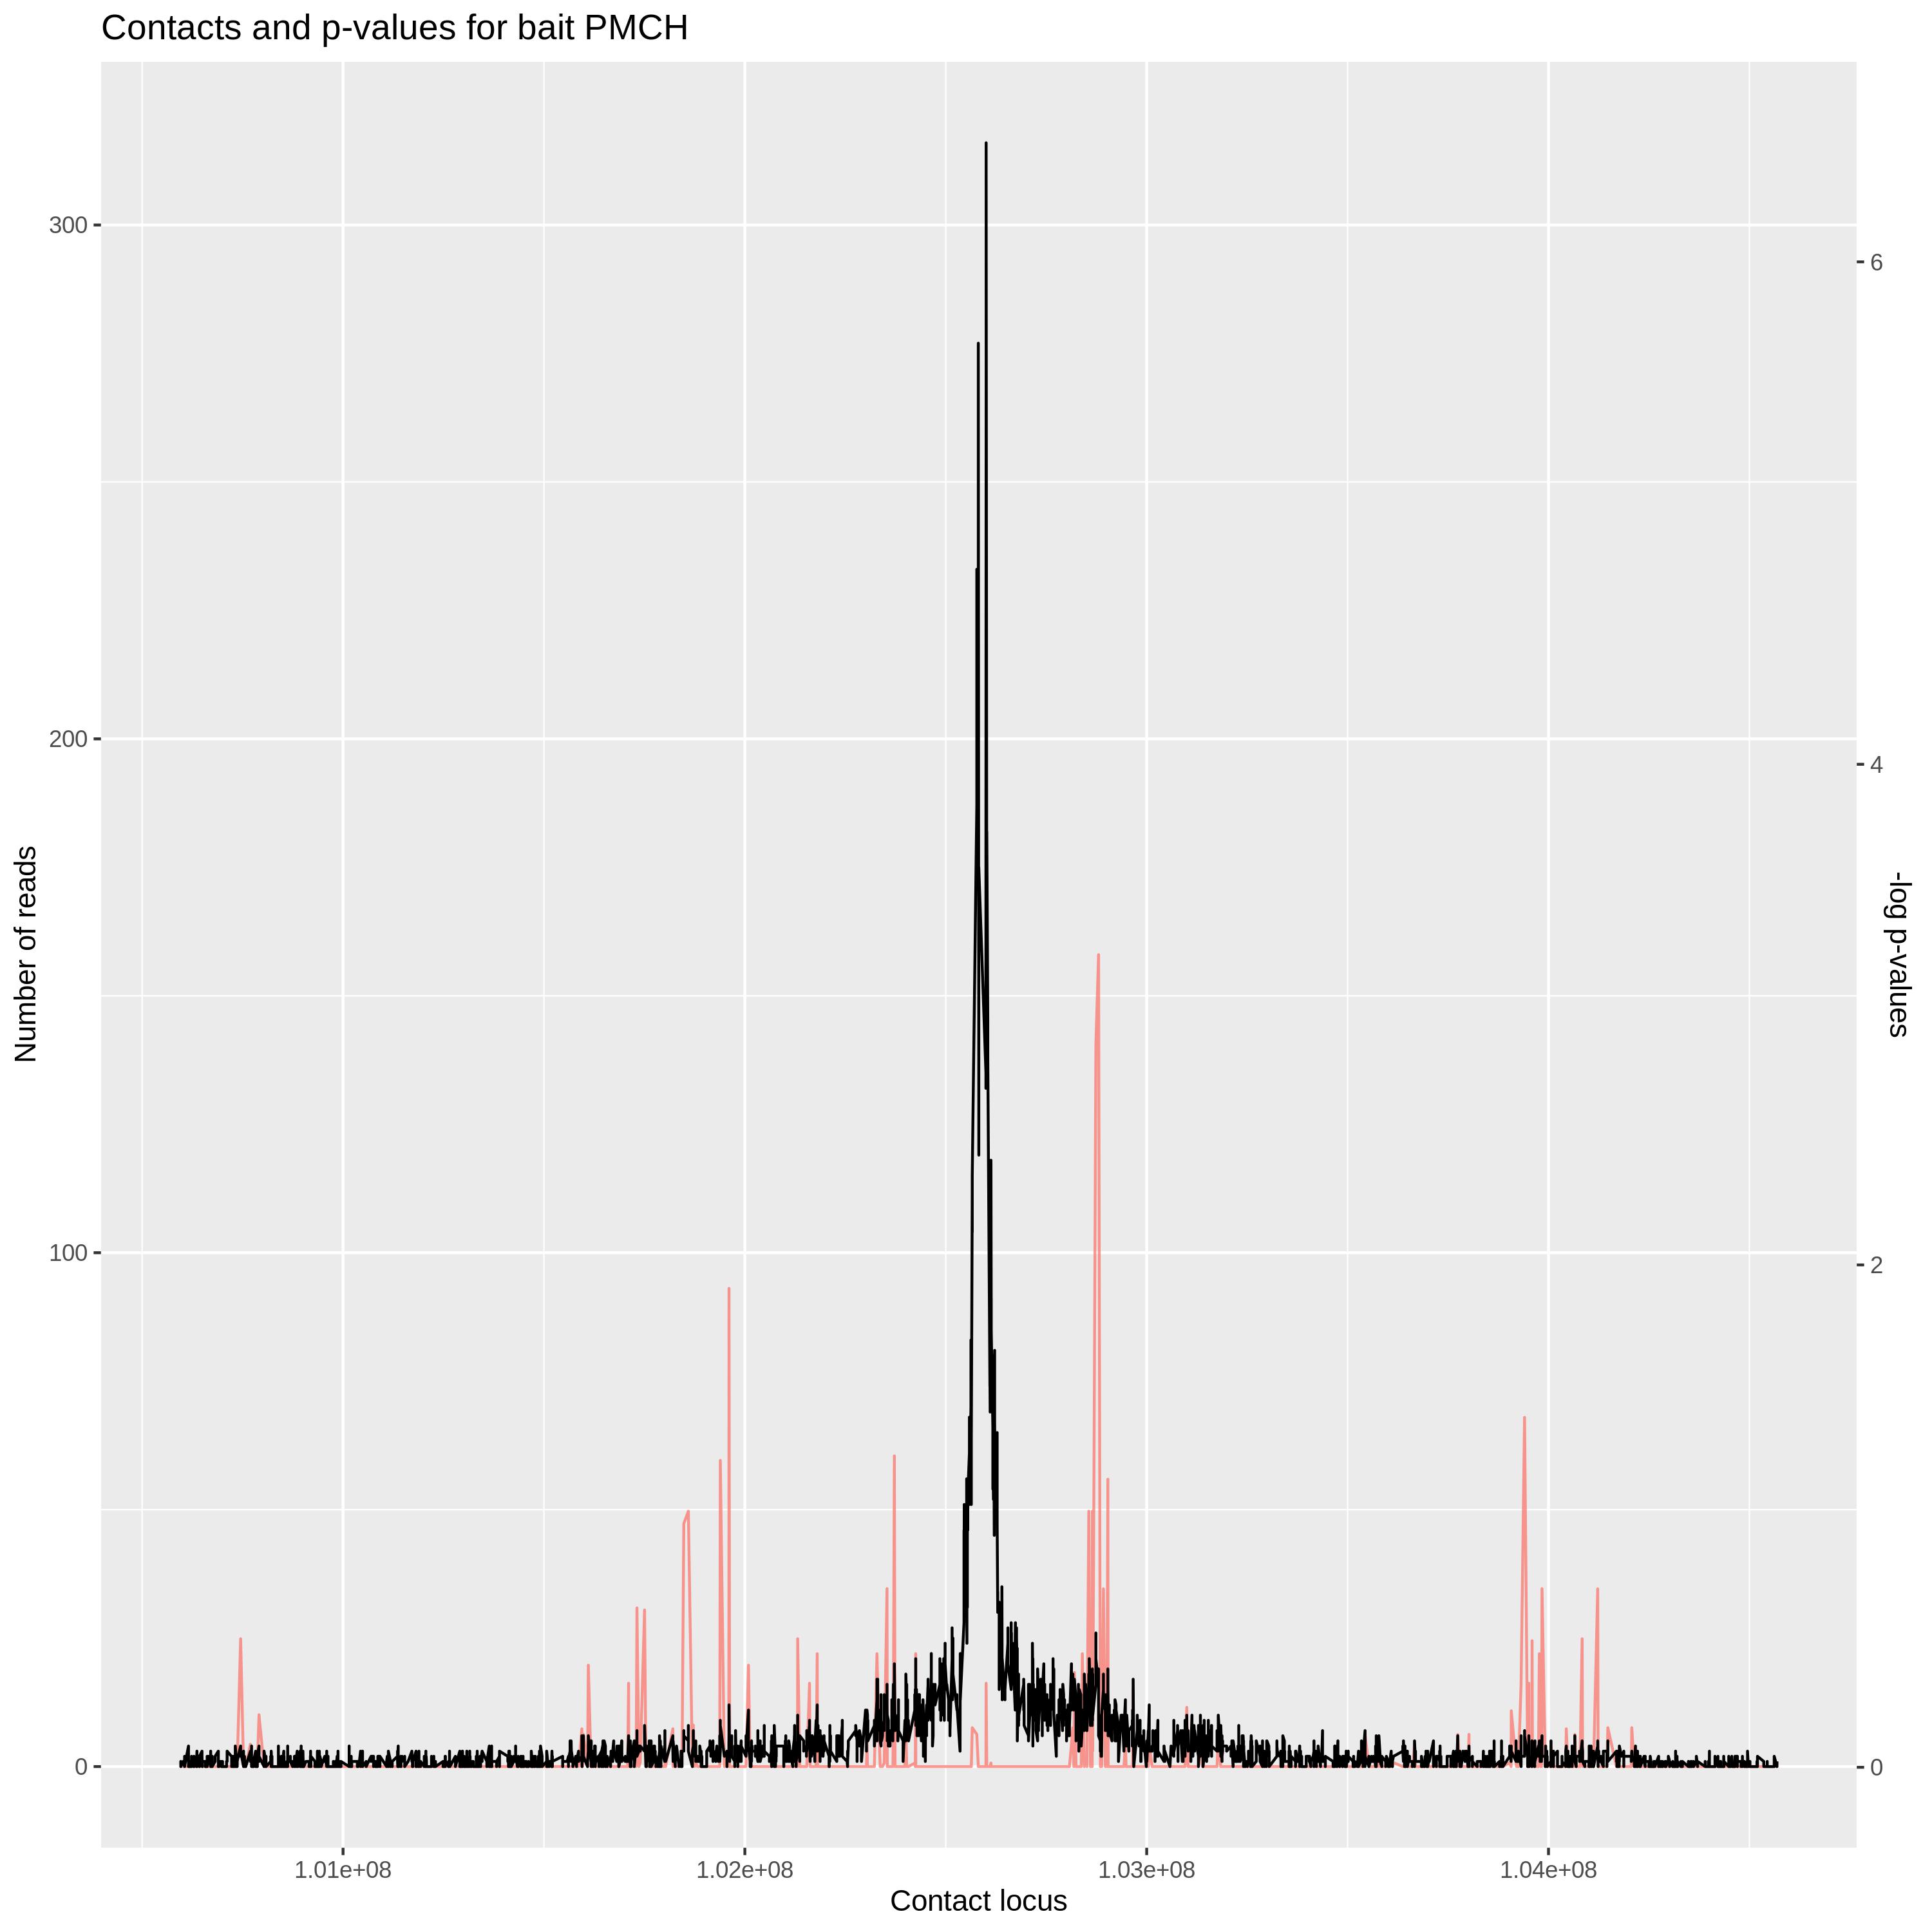 Contacts and p-values for bait PMCH
300
200
100
0
6
4
2
0
Number of reads
-log p-values
1.01e+08
1.02e+08
1.03e+08
1.04e+08
Contact locus